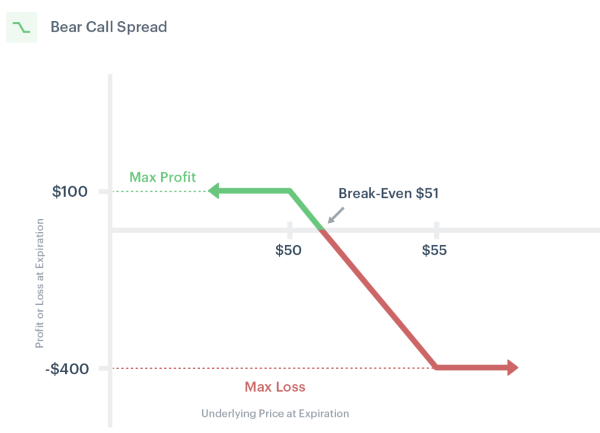 Bear Call Spread
Max Profit
$100
Break-Even $51
$50
$55
Profit or Loss at Expiration
-$400
Max Loss
Underlying Price at Expiration